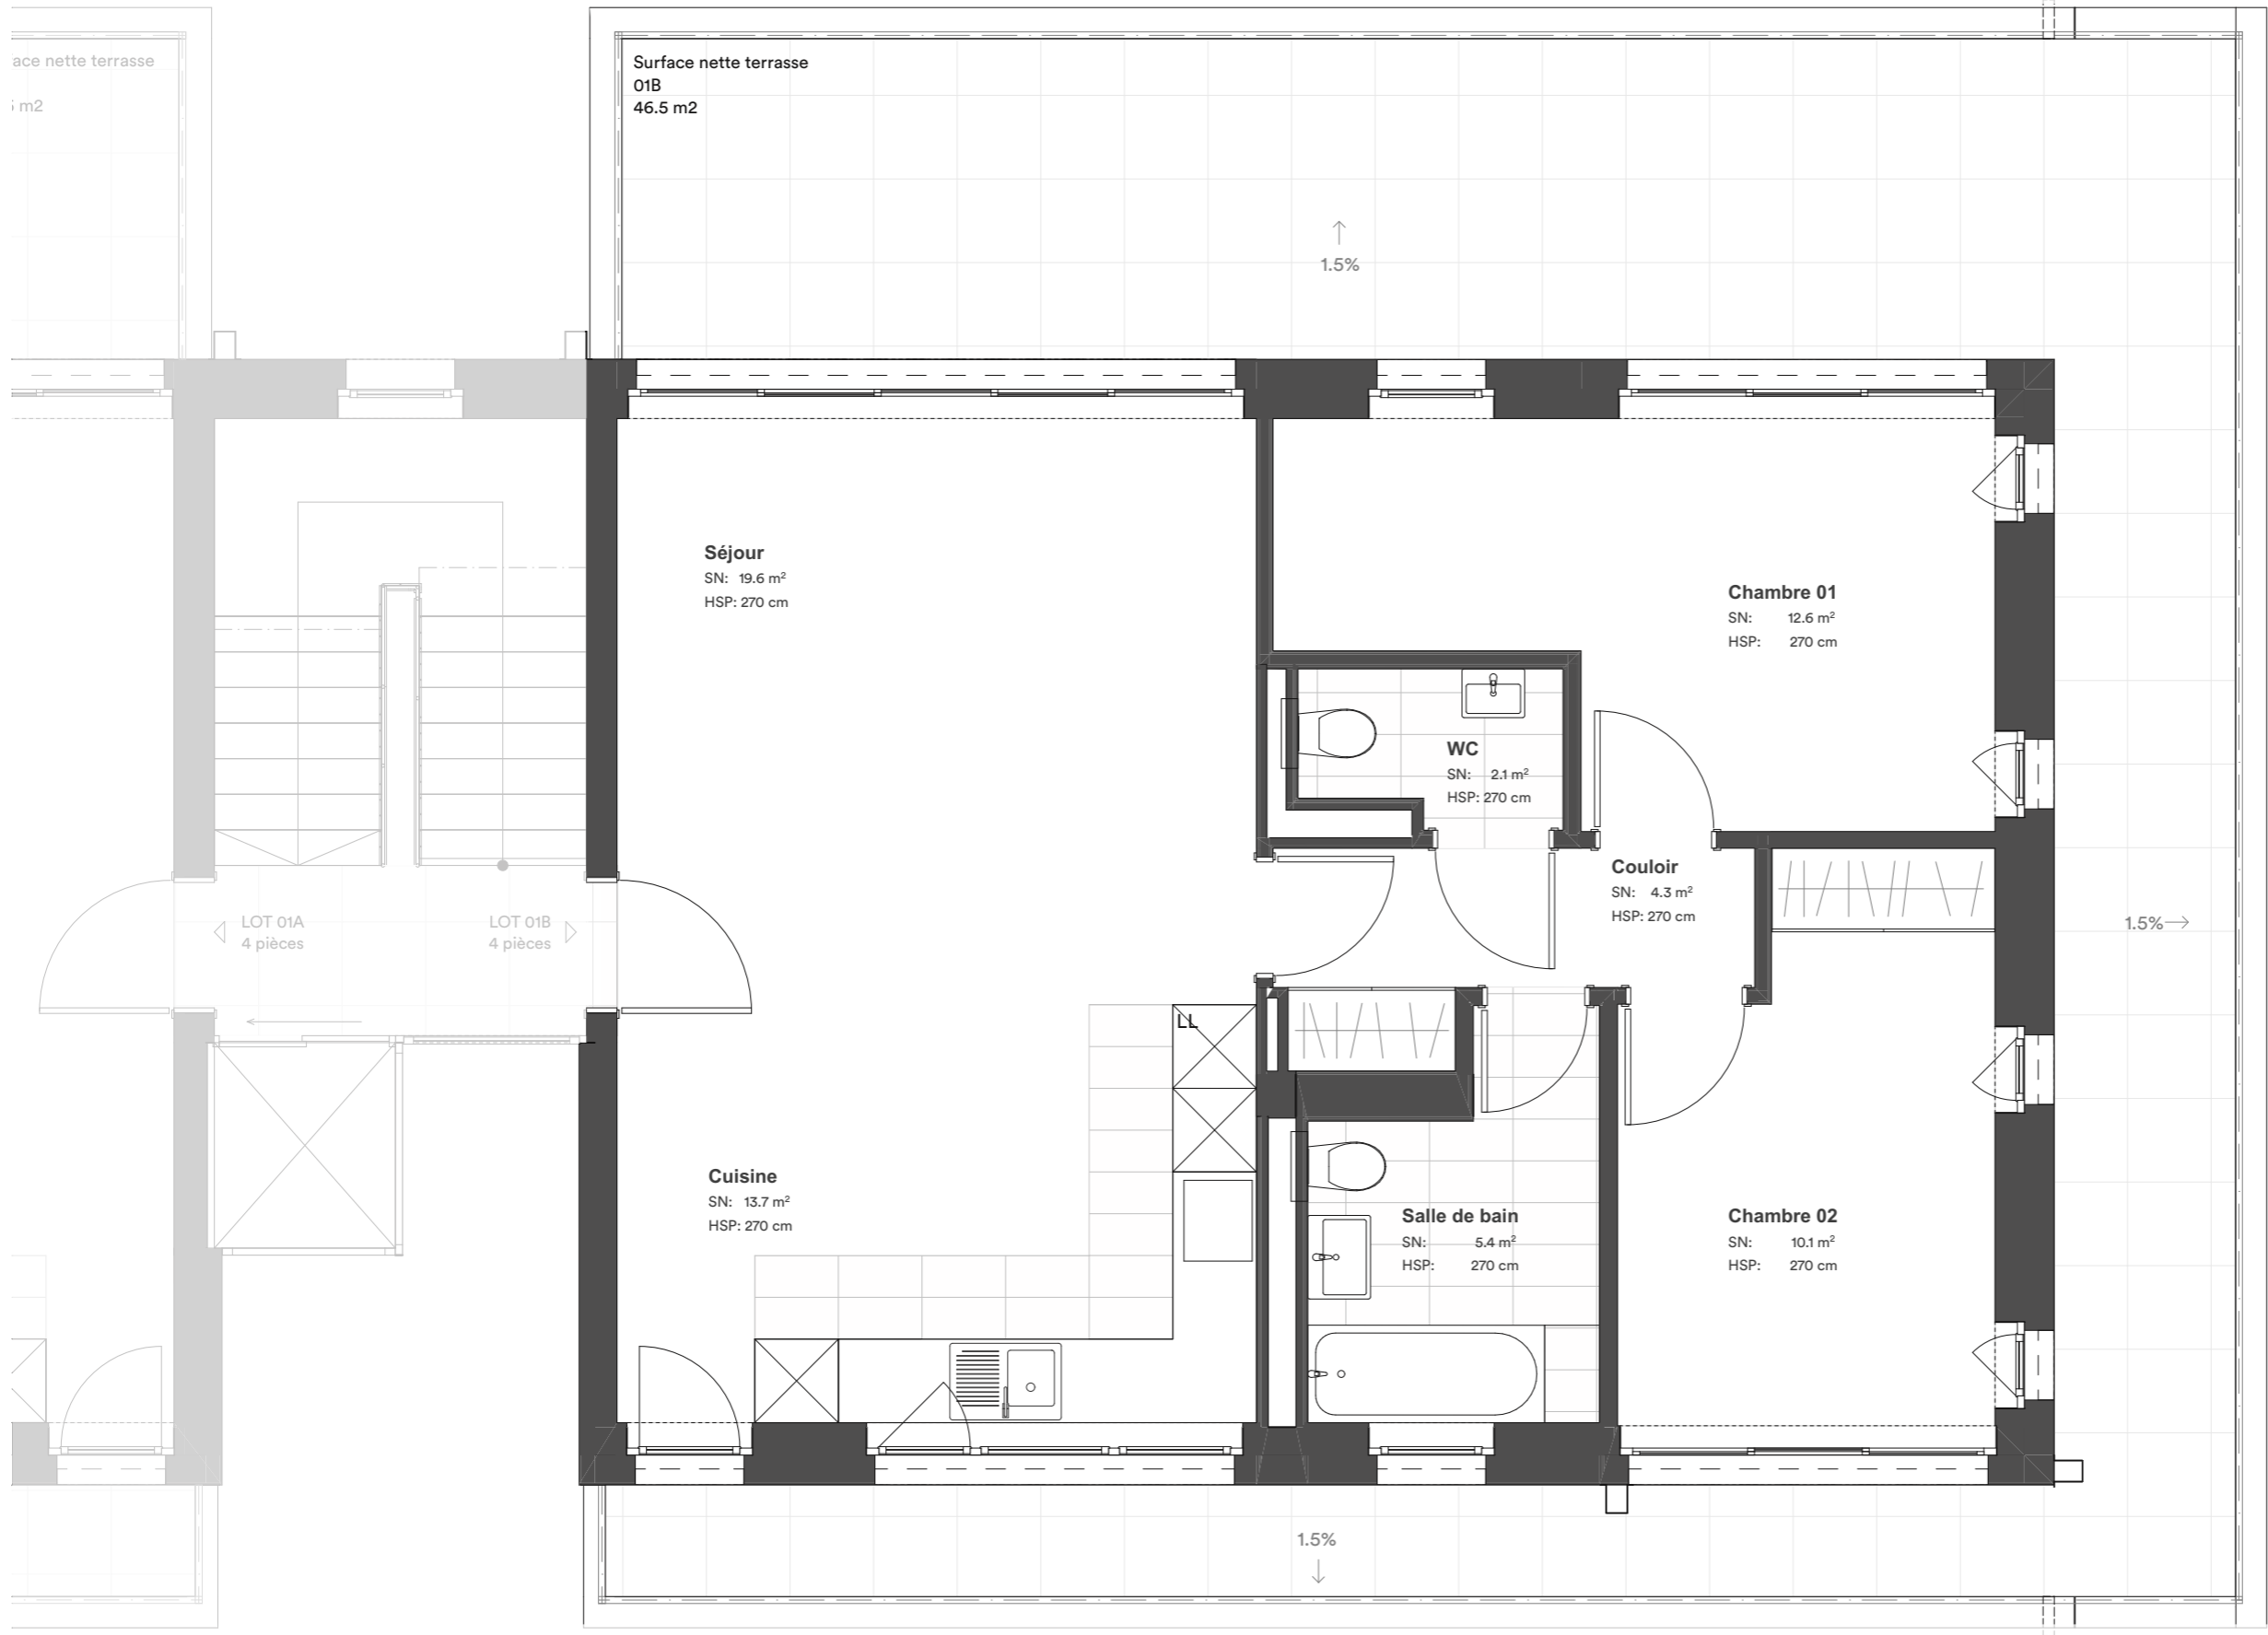 ace nette terrasse
m2
Surface nette terrasse
01B
46.5 m2
1.5%
Séjour
SN: 19.6 m²
HSP: 270 cm
Chambre 01
SN: 12.6 m²
HSP: 270 cm
WC
SN: 2.1 m²
HSP: 270 cm
Couloir
SN: 4.3 m²
HSP: 270 cm
LOT 01A
4 pièces
LOT 01B
4 pièces
1.5%
LL
Cuisine
SN: 13.7 m²
HSP: 270 cm
Salle de bain
SN: 5.4 m²
HSP: 270 cm
Chambre 02
SN: 10.1 m²
HSP: 270 cm
1.5%